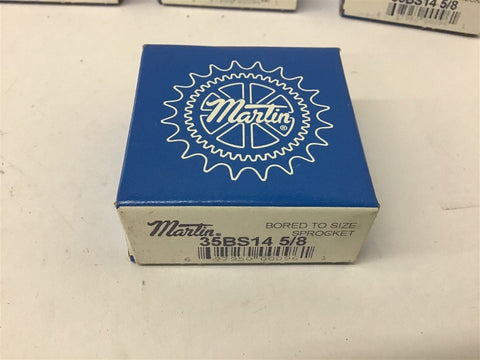 35BS14 5/8
Martin®
Martin
BORED TO SIZE
SPROCKET
35BS14 5/8